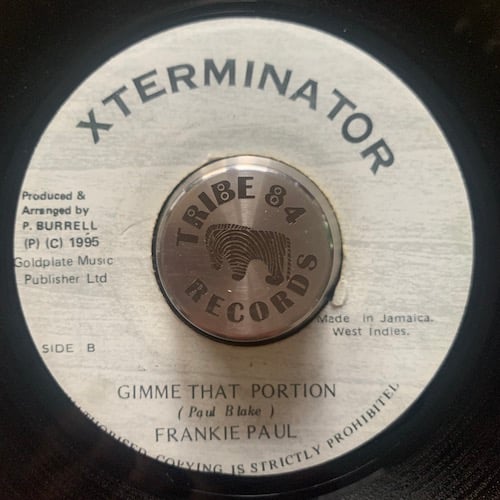 XTERMINATOR
Produced &
Arranged by
P. BURRELL
(P) (C) 1995
Goldplate Music
Publisher Ltd
TRIBE 84
RECORDS
Made in Jamaica.
West Indies.
SIDE B
GIMME THAT PORTION
( Paul Blake )
FRANKIE PAUL
COPYING IS STRICTLY PROHIBITED